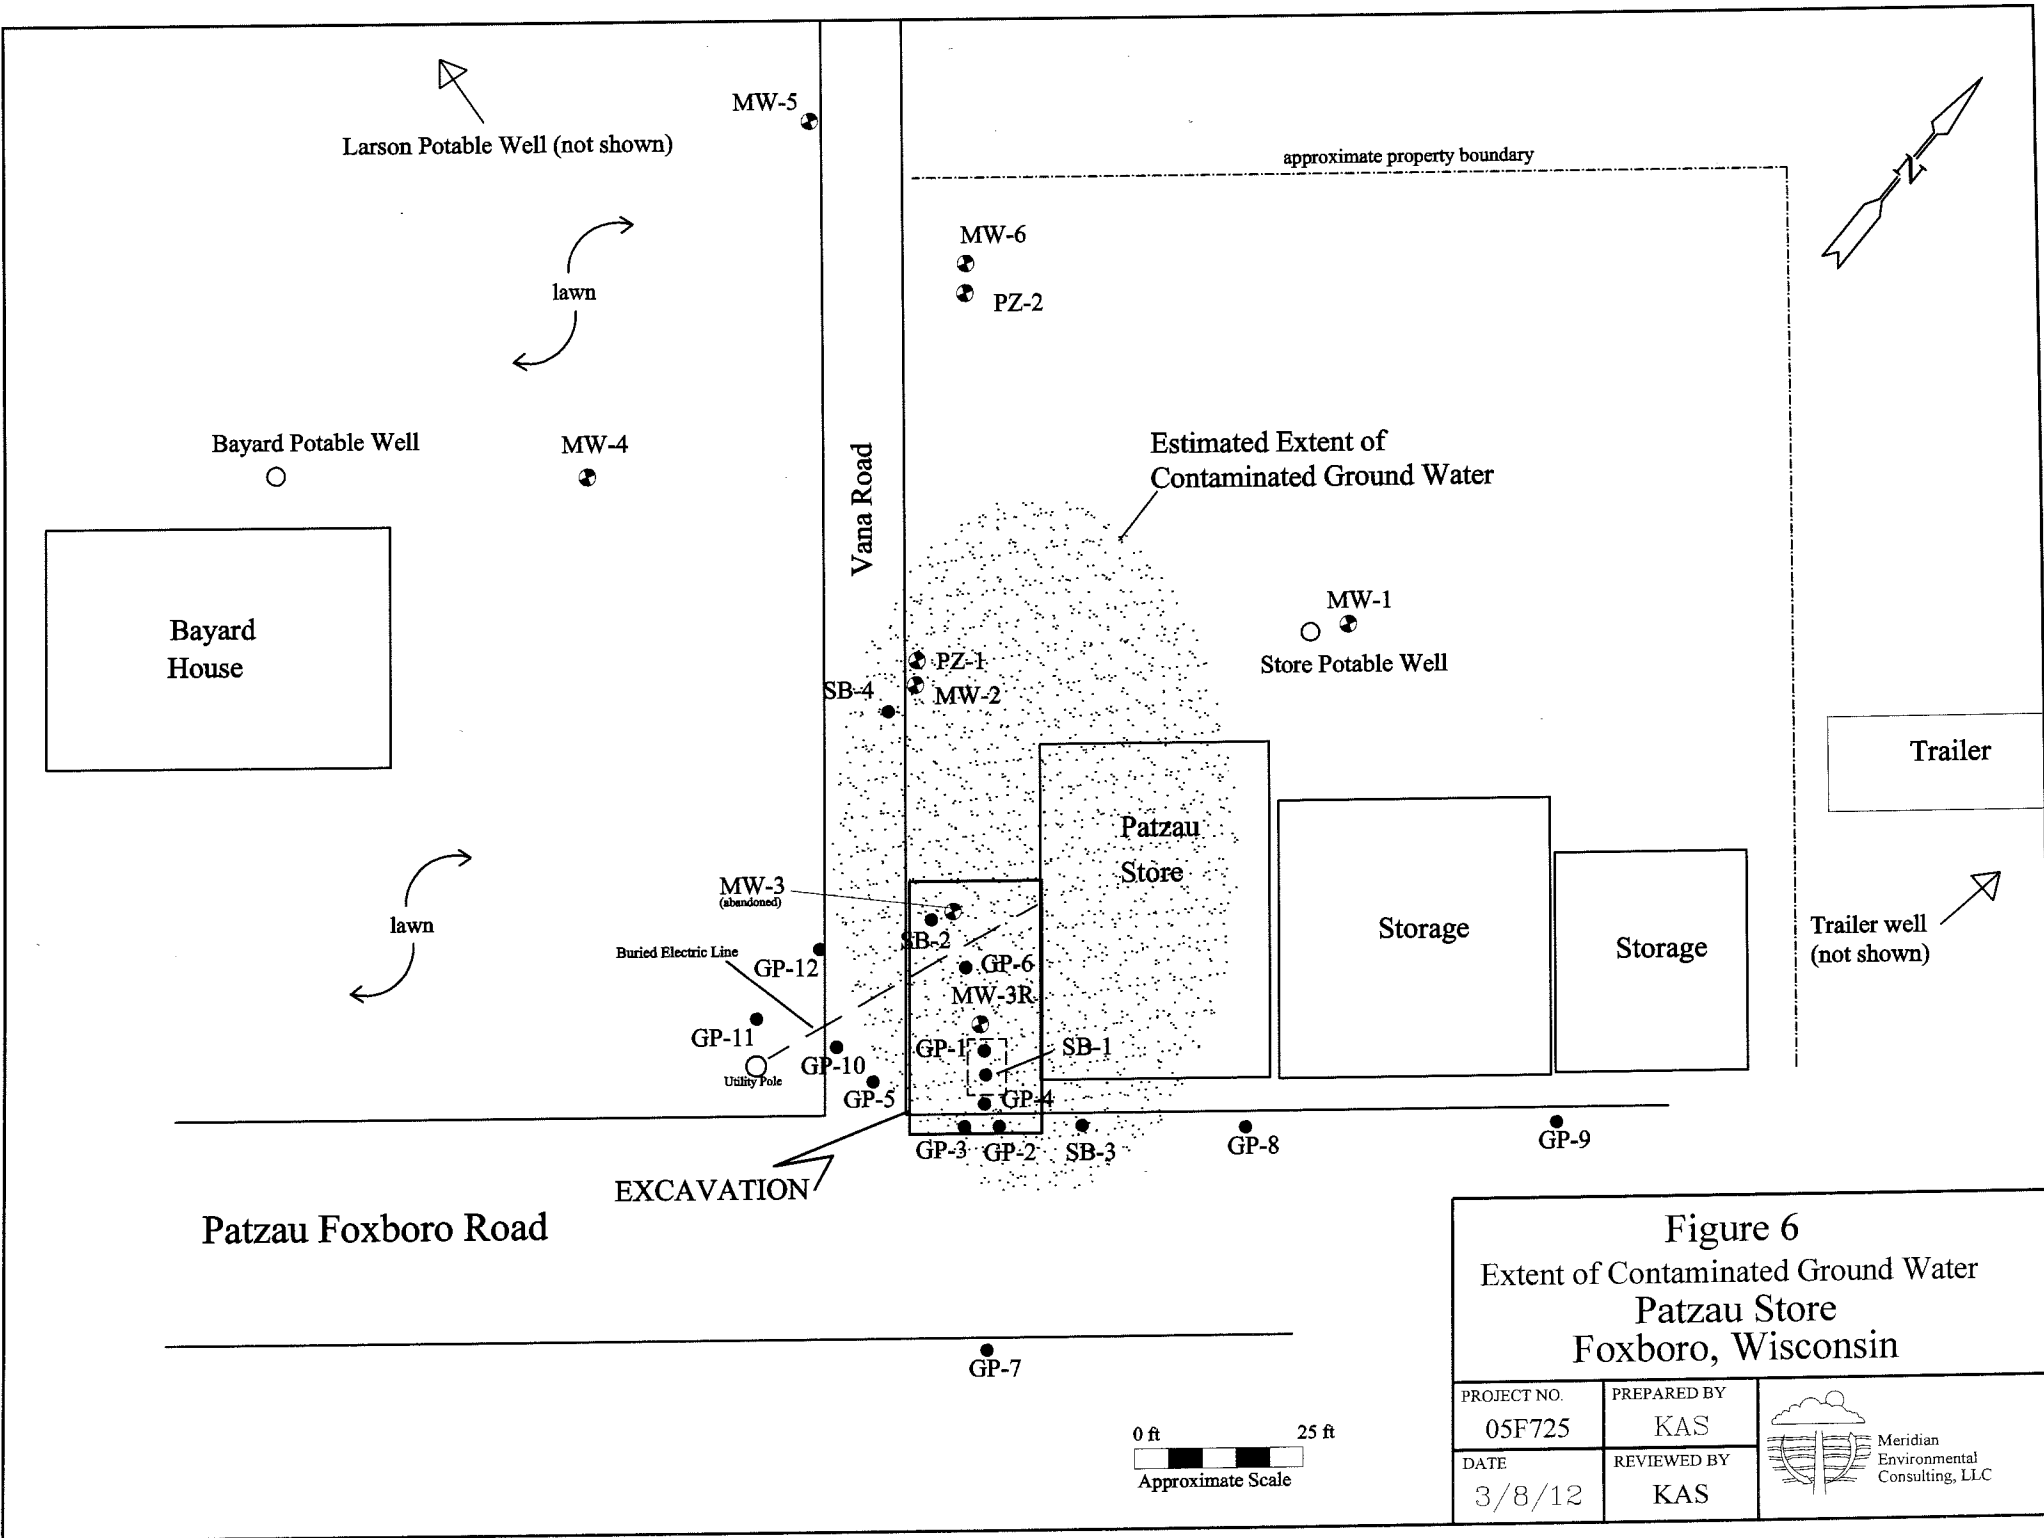 MW-5
Larson Potable Well (not shown)
approximate property boundary
N
MW-6
PZ-2
lawn
Bayard Potable Well
MW-4
Vana Road
Estimated Extent of
Contaminated Ground Water
Bayard
House
MW-1
Store Potable Well
PZ-1
SB-4
MW-2
Trailer
Patzau
Store
MW-3
(abandoned)
lawn
SB-2
Storage
Storage
Trailer well
(not shown)
Buried Electric Line
GP-12
GP-6
MW-3R
GP-11
GP-1
SB-1
GP-10
Utility Pole
GP-5
GP-4
GP-3
GP-2
SB-3
GP-8
GP-9
EXCAVATION
Patzau Foxboro Road
GP-7
0 ft
25 ft
Approximate Scale
Figure 6
Extent of Contaminated Ground Water
Patzau Store
Foxboro, Wisconsin
PROJECT NO.
05F725
PREPARED BY
KAS
DATE
3/8/12
REVIEWED BY
KAS
Meridian
Environmental
Consulting, LLC